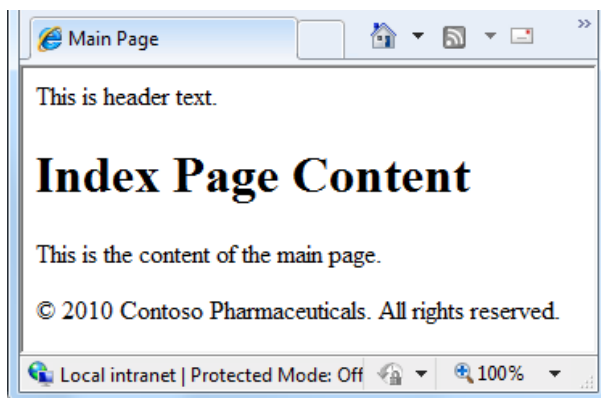 Main Page
»
This is header text.
Index Page Content
This is the content of the main page.
© 2010 Contoso Pharmaceuticals. All rights reserved.
Local intranet | Protected Mode: Off
100%